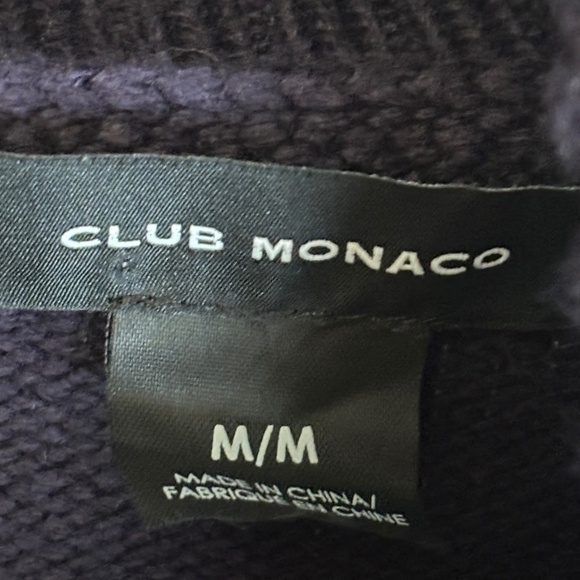 CLUB MONACO
M/M
MADE IN CHINA/
FABRIQUÉ EN CHINE